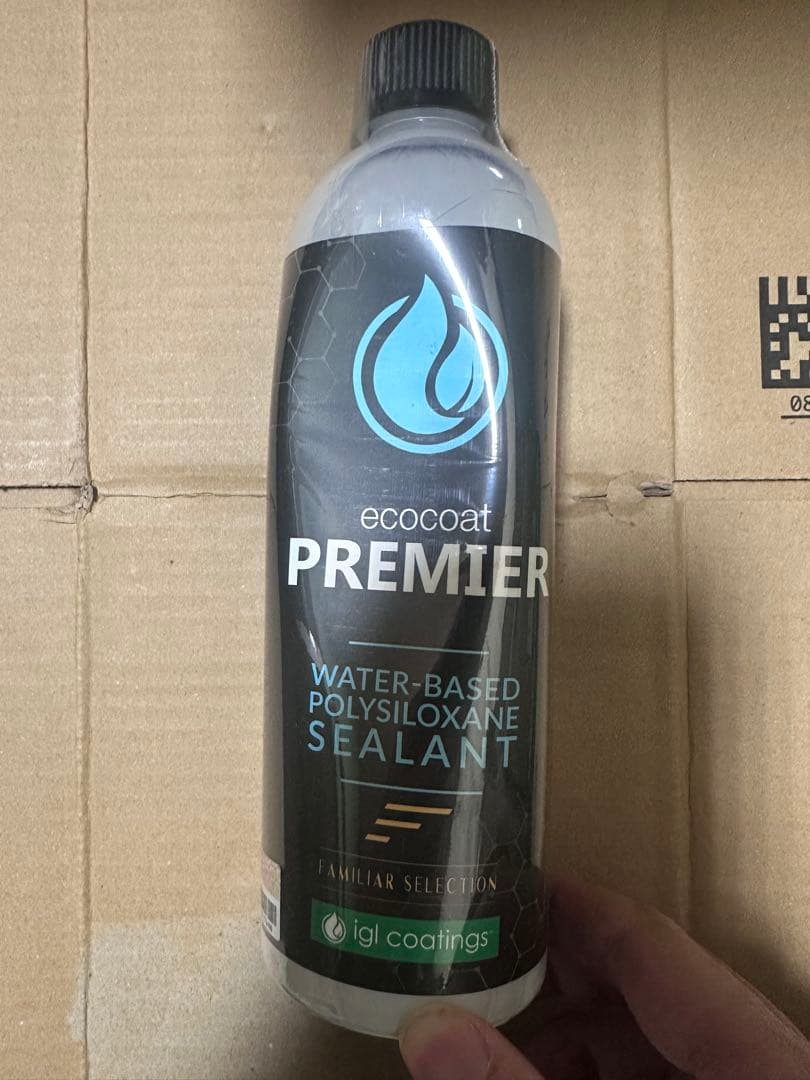 ecocoat
PREMIER
WATER-BASED
POLYSILOXANE
SEALANT
FAMILIAR SELECTION
igl coatings